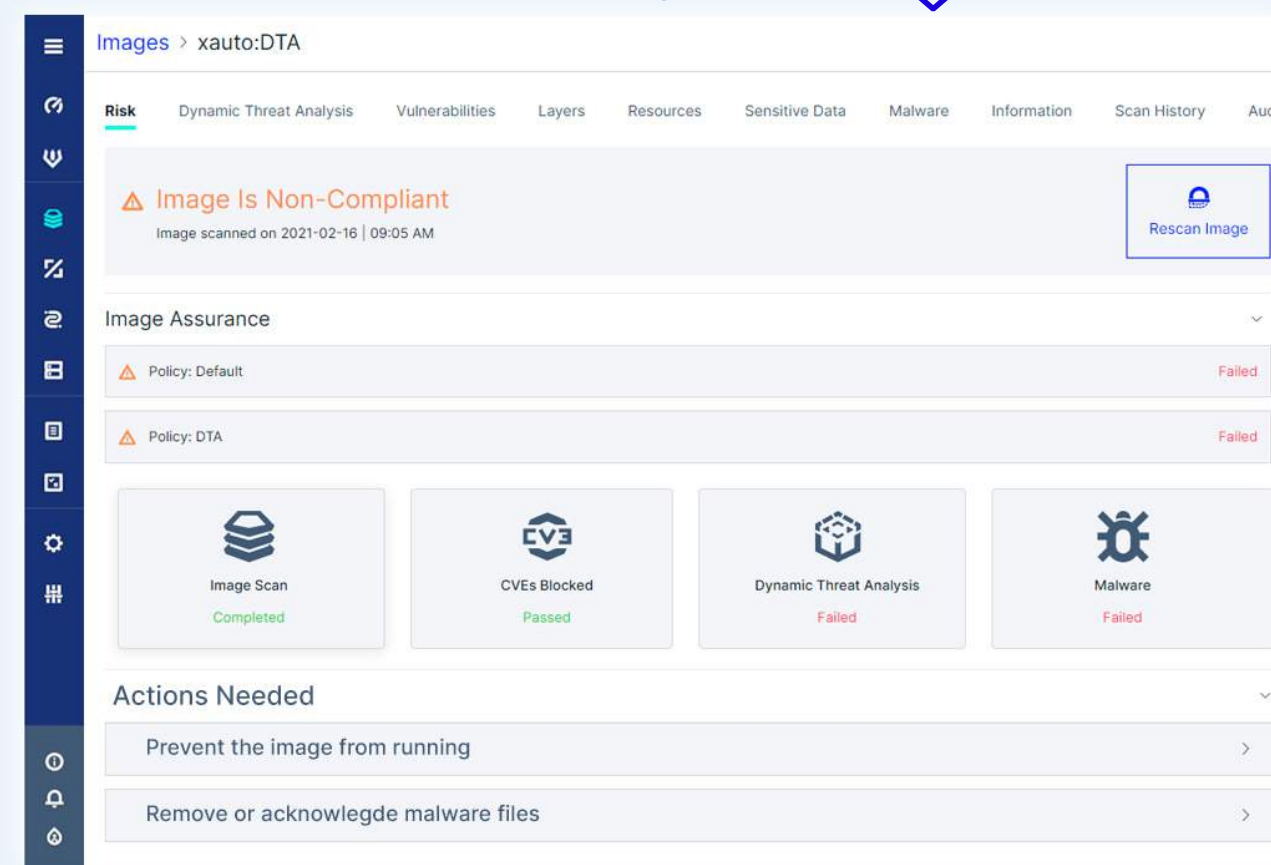 Images > xauto:DTA
Risk Dynamic Threat Analysis Vulnerabilities Layers Resources Sensitive Data Malware Information Scan History
Image Is Non-Compliant
Image scanned on 2021-02-16 | 09:05 AM
Rescan Image
Image Assurance
Policy: Default Failed
Policy: DTA Failed
CVE
Image Scan CVEs Blocked Dynamic Threat Analysis Malware
Completed Passed Failed Failed
Actions Needed
Prevent the image from running
Remove or acknowlegde malware files